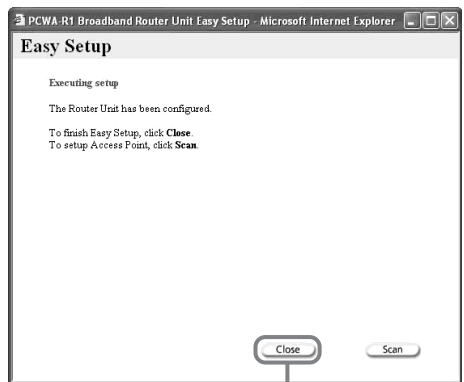 PCWA-R1 Broadband Router Unit Easy Setup - Microsoft Internet Explorer
Easy Setup
Executing setup
The Router Unit has been configured.
To finish Easy Setup, click Close.
To setup Access Point, click Scan.
Close Scan